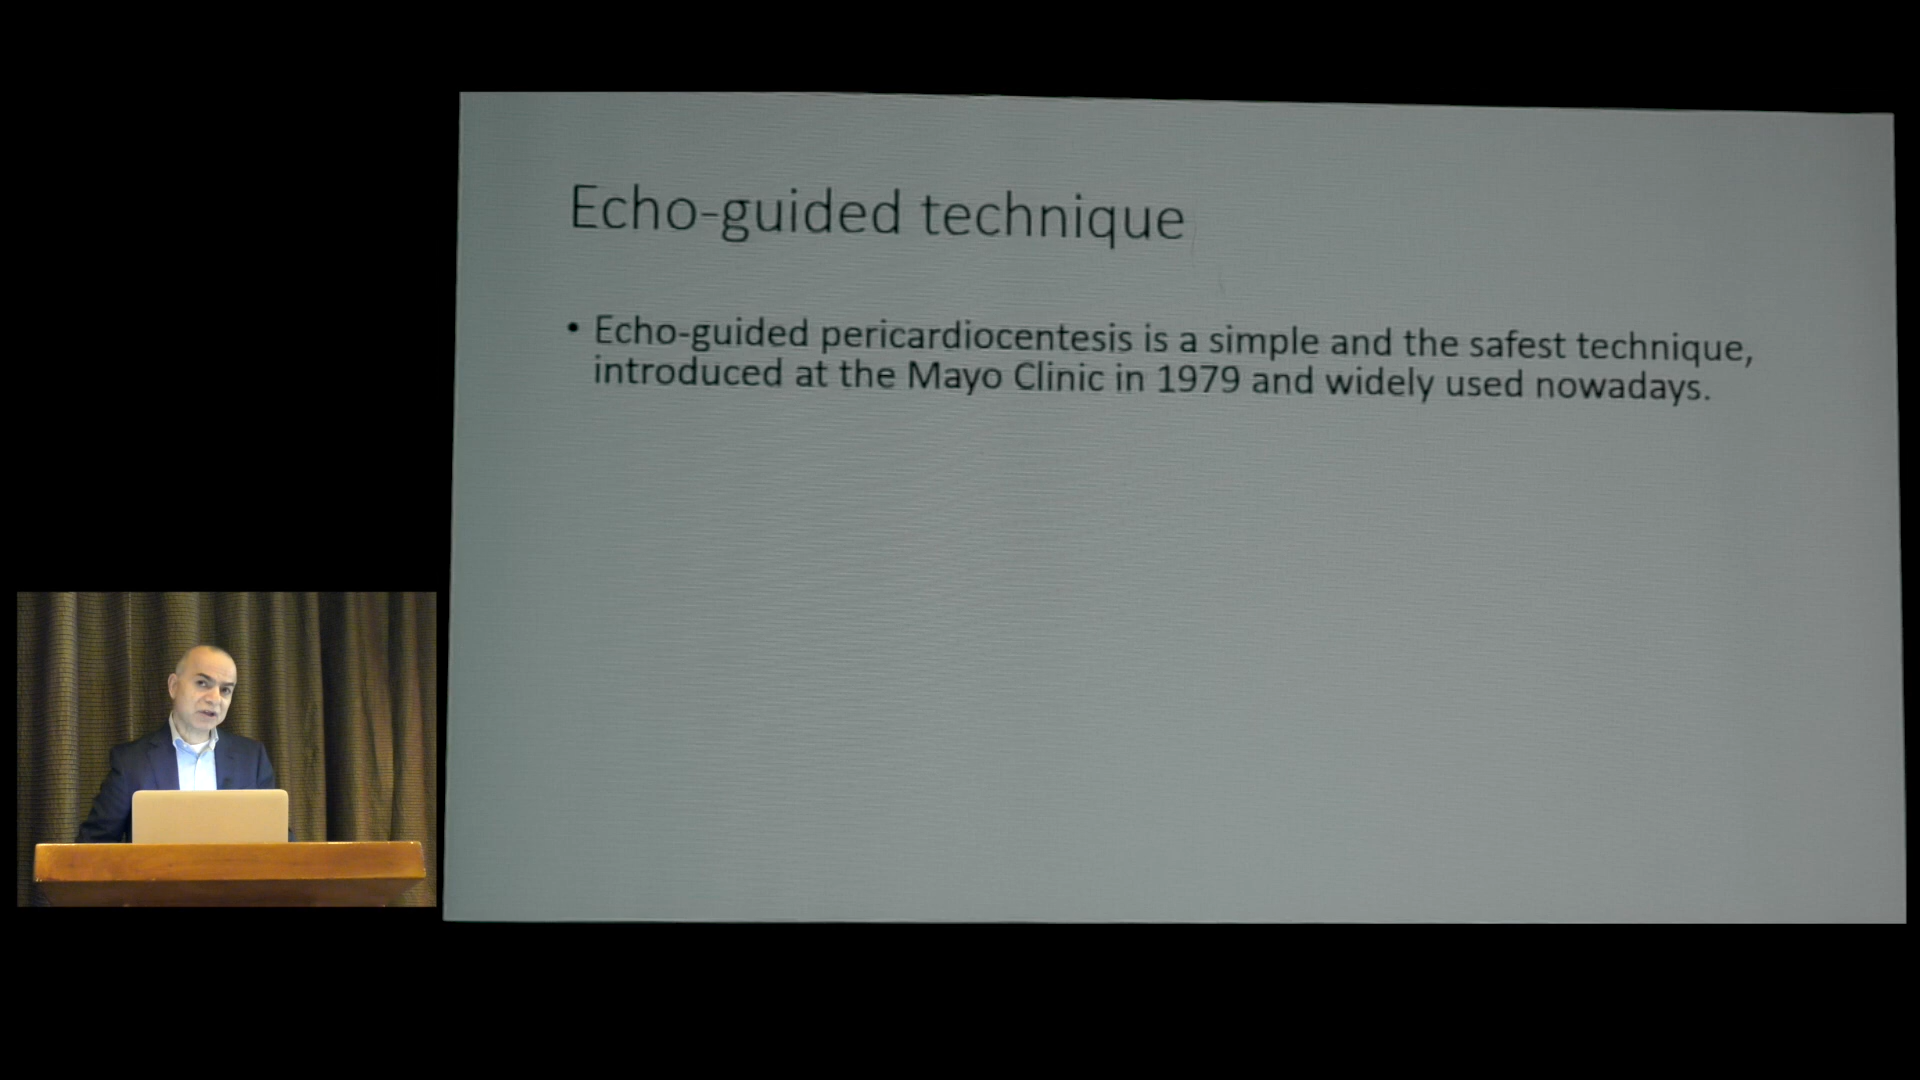 Echo-guided technique
• Echo-guided pericardiocentesis is a simple and the safest technique,
introduced at the Mayo Clinic in 1979 and widely used nowadays.